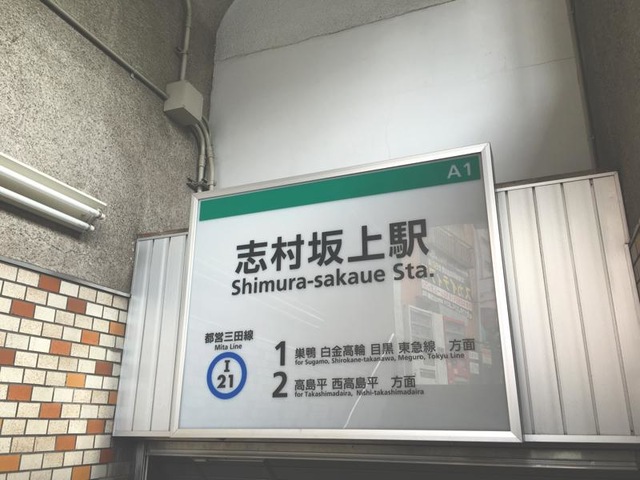 A1
志村坂上駅
Shimura-sakaue Sta.
都営三田線
Mita Line
I
21
1 巣鴨 白金高輪 目黒 東急線 方面
for Sugamo, Shirokane-takanawa, Meguro, Tokyu Line
2 高島平 西高島平 方面
for Takashimadaira, Nishi-takashimadaira